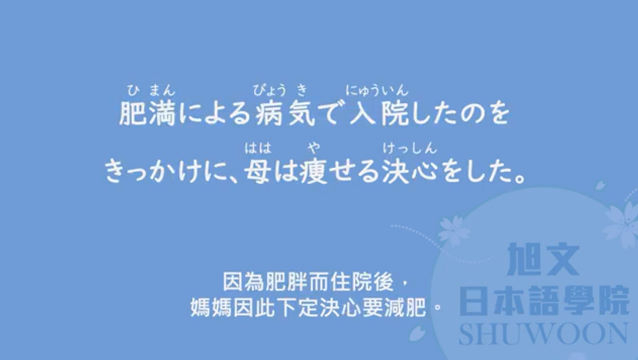 ひ まん びょう き にゅういん
肥満による病気で入院したのを
はは や けっしん
きっかけに、母は痩せる決心をした。
因為肥胖而住院後，
媽媽因此下定決心要減肥。
旭文
日本語學院
SHUWOON